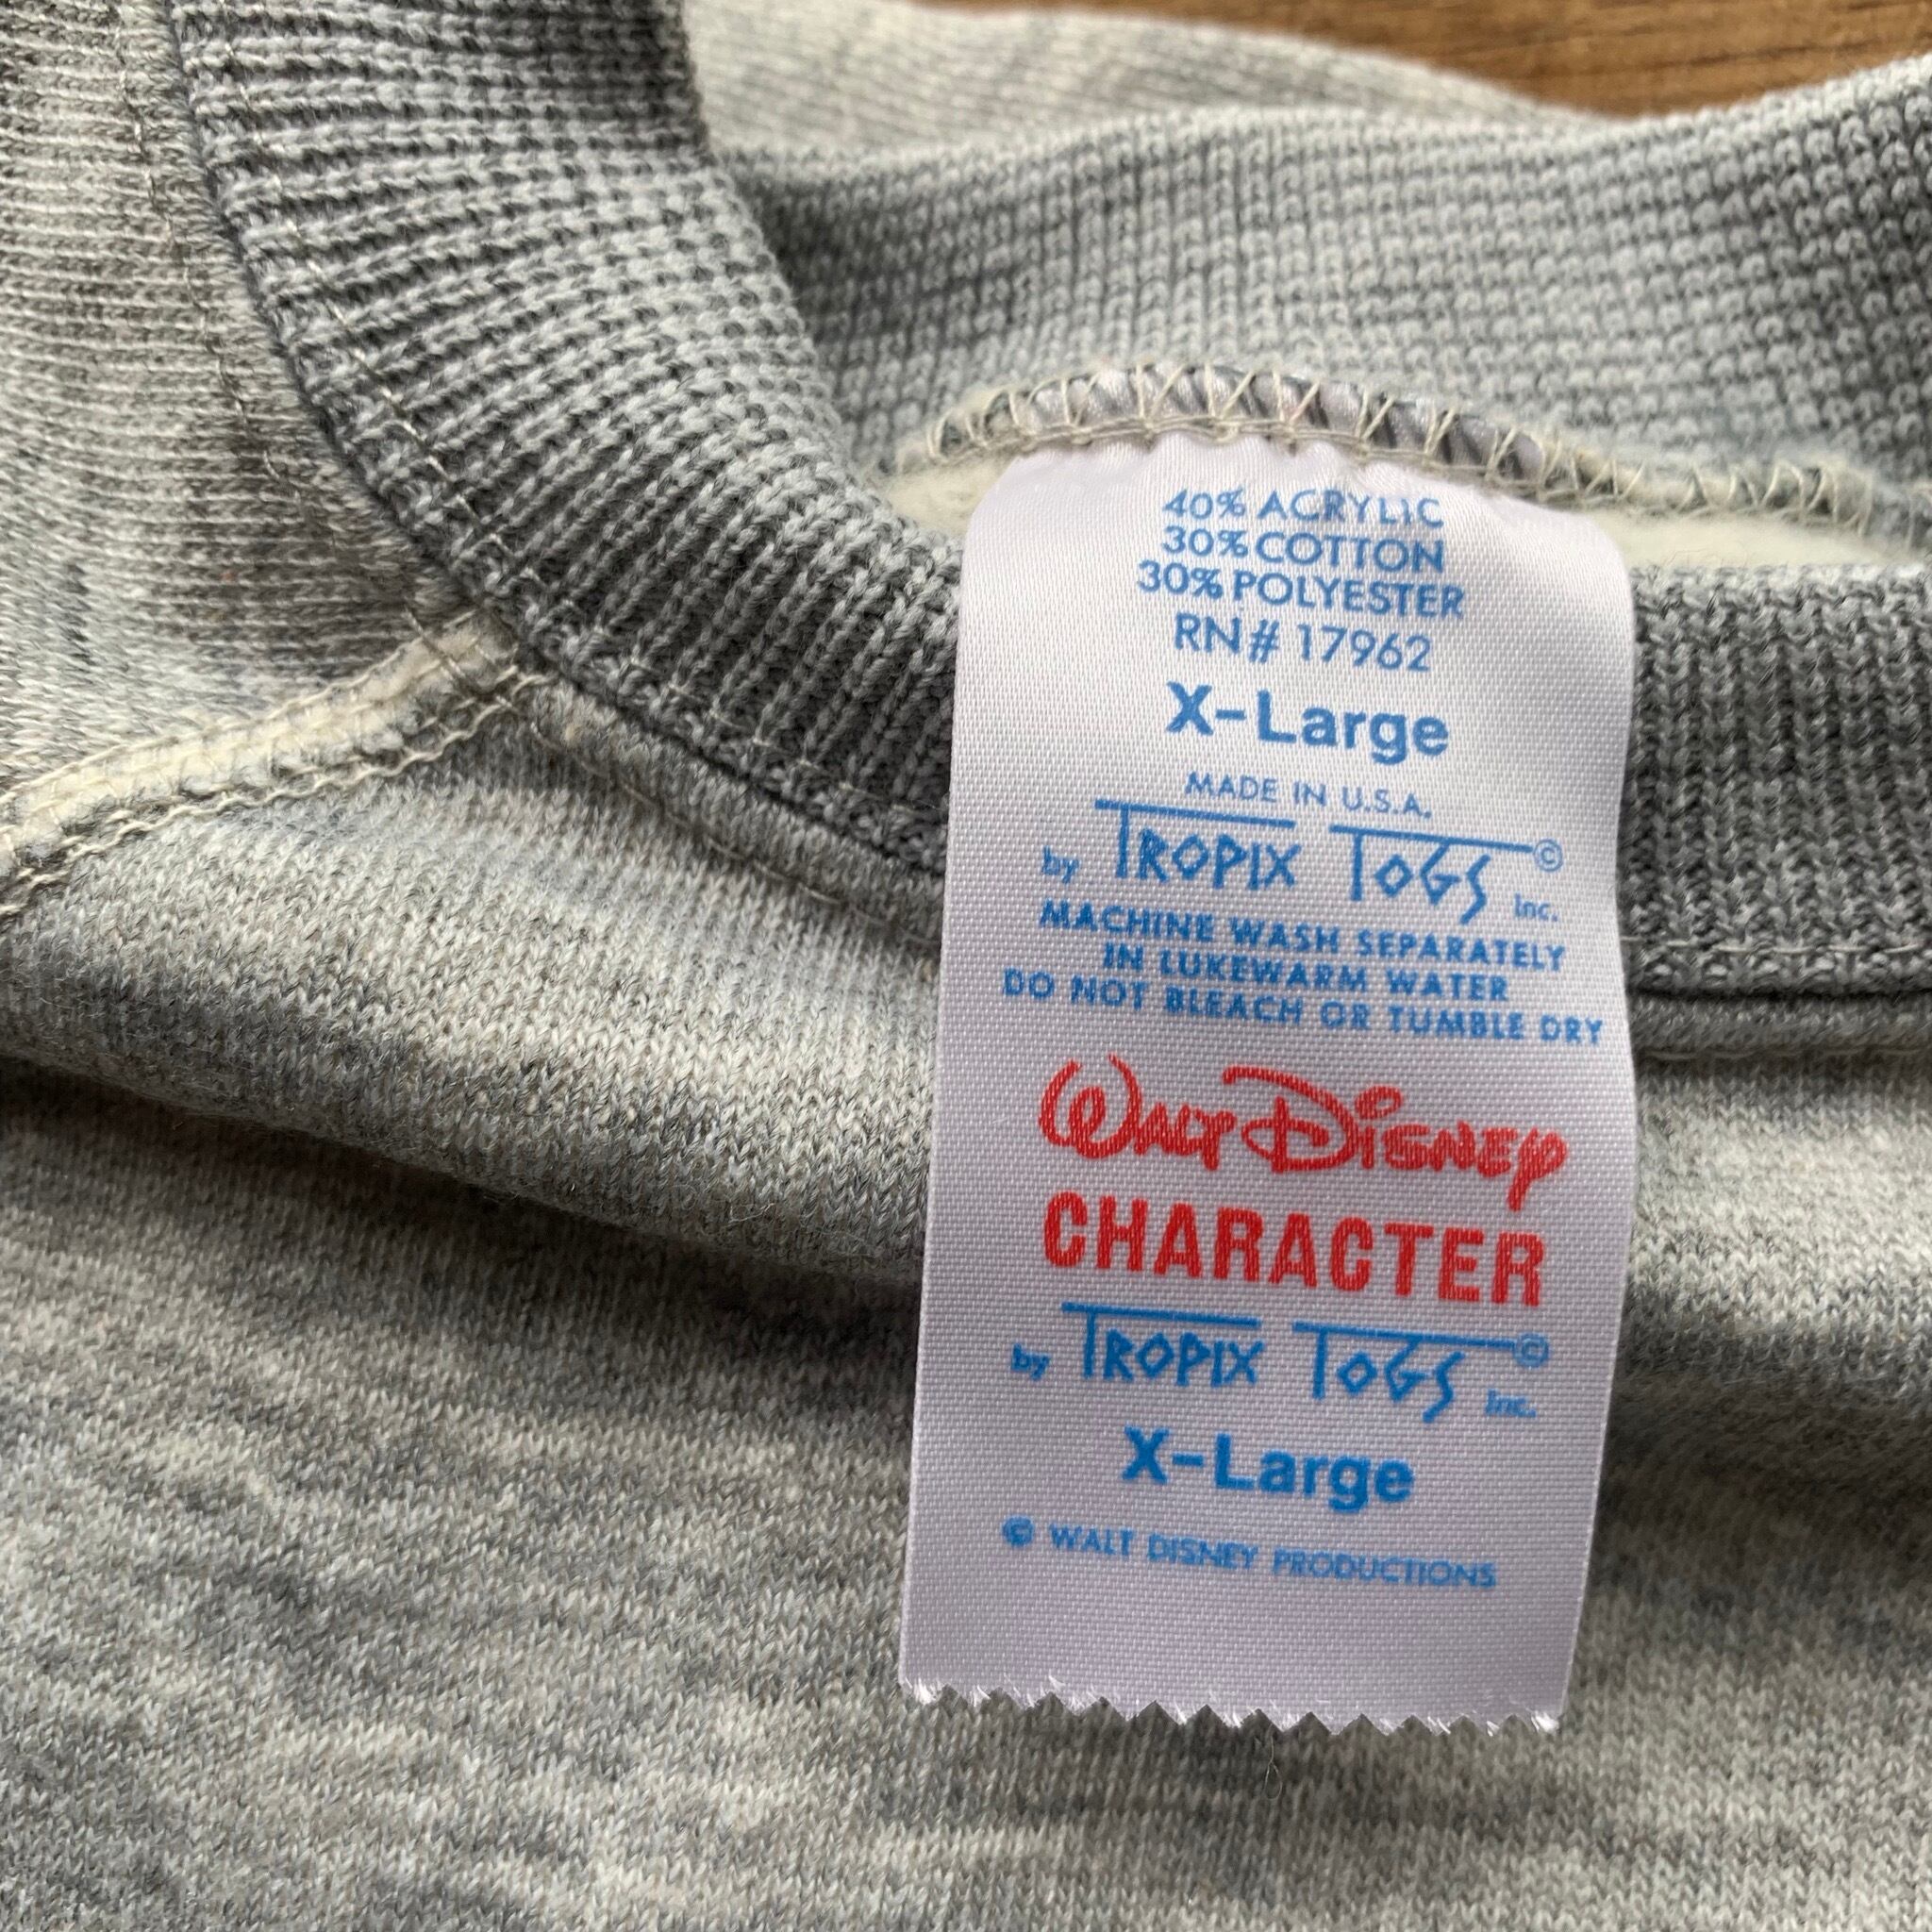 40% ACRYLIC
30% COTTON
30% POLYESTER
RN# 17962
X-Large
MADE IN U.S.A.
by TROPIX TOGS © Inc.
MACHINE WASH SEPARATELY
IN LUKEWARM WATER
DO NOT BLEACH OR TUMBLE DRY
WALT DISNEY
CHARACTER
by TROPIX TOGS © Inc.
X-Large
© WALT DISNEY PRODUCTIONS